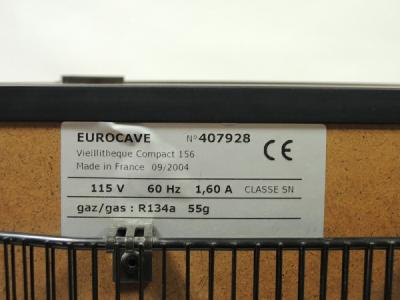 EUROCAVE N° 407928
Vieillitheque Compact 156
Made in France 09/2004
CE
115 V 60 Hz 1,60 A CLASSE SN
gaz/gas : R134a 55g